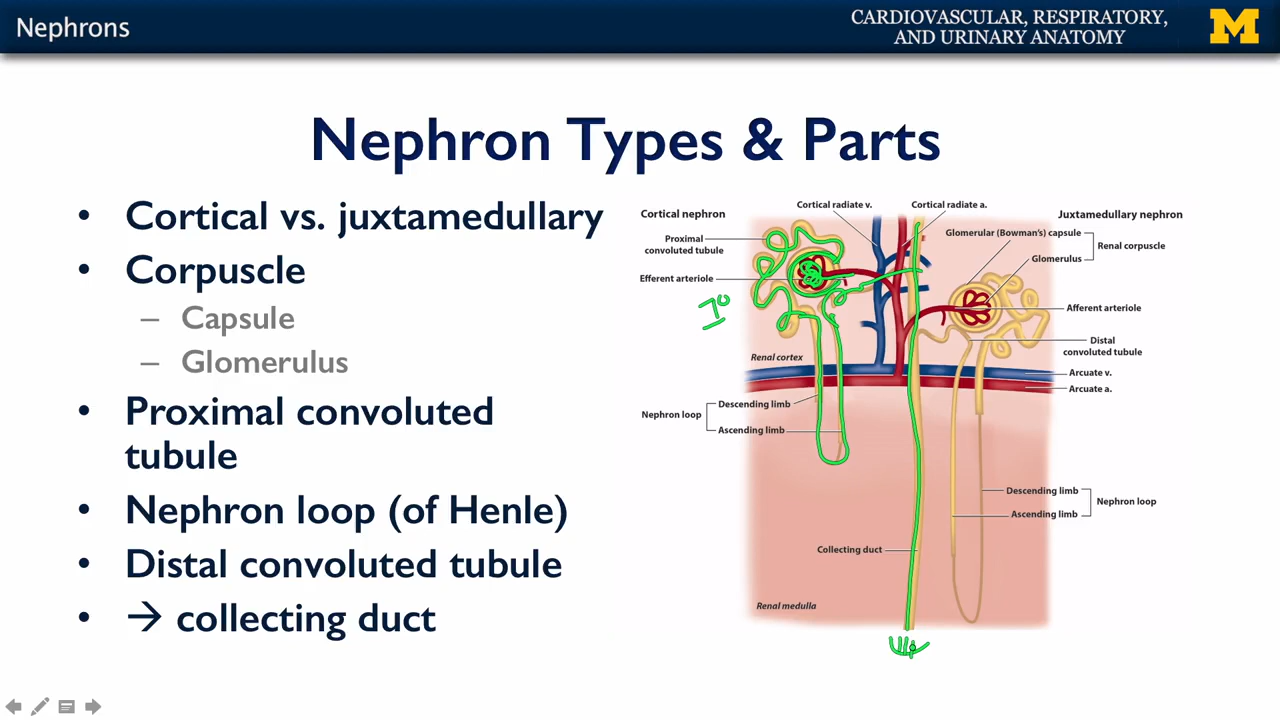 Nephrons
CARDIOVASCULAR, RESPIRATORY,
AND URINARY ANATOMY
M
Nephron Types & Parts
• Cortical vs. juxtamedullary
• Corpuscle
– Capsule
– Glomerulus
• Proximal convoluted
tubule
• Nephron loop (of Henle)
• Distal convoluted tubule
• → collecting duct
Cortical nephron
Cortical radiate v.
Cortical radiate a.
Juxtamedullary nephron
Proximal
convoluted tubule
Efferent arteriole
Glomerular (Bowman's) capsule
Renal corpuscle
Glomerulus
Afferent arteriole
1°
Distal
convoluted tubule
Renal cortex
Arcuate v.
Arcuate a.
Nephron loop
Descending limb
Ascending limb
Descending limb
Nephron loop
Ascending limb
Collecting duct
Renal medulla